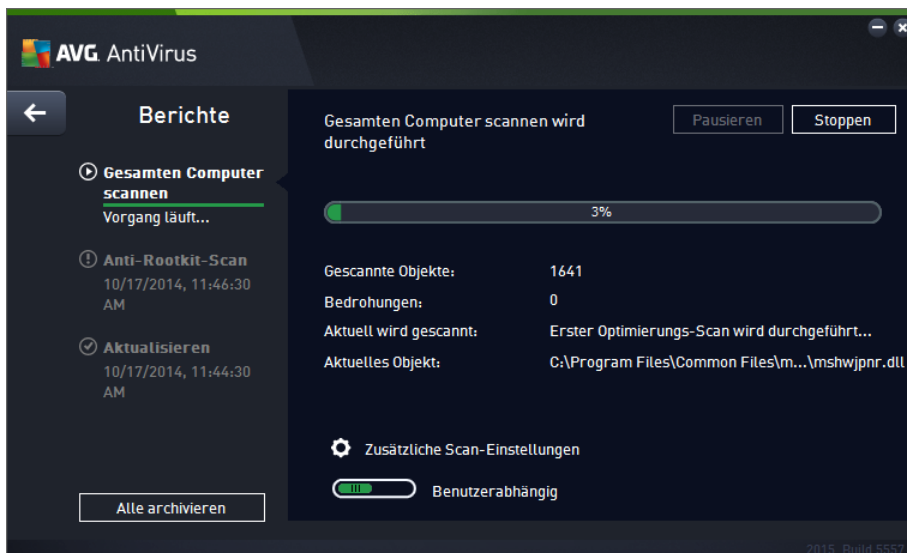 AVG AntiVirus
Berichte
Gesamten Computer
scannen
Vorgang läuft...
Anti-Rootkit-Scan
10/17/2014, 11:46:30
AM
Aktualisieren
10/17/2014, 11:44:30
AM
Alle archivieren
Gesamten Computer scannen wird
durchgeführt
Pausieren
Stoppen
3%
Gescannte Objekte: 1641
Bedrohungen: 0
Aktuell wird gescannt: Erster Optimierungs-Scan wird durchgeführt...
Aktuelles Objekt: C:\Program Files\Common Files\m...\mshwjpnr.dll
Zusätzliche Scan-Einstellungen
Benutzerabhängig
2015. Build 5557